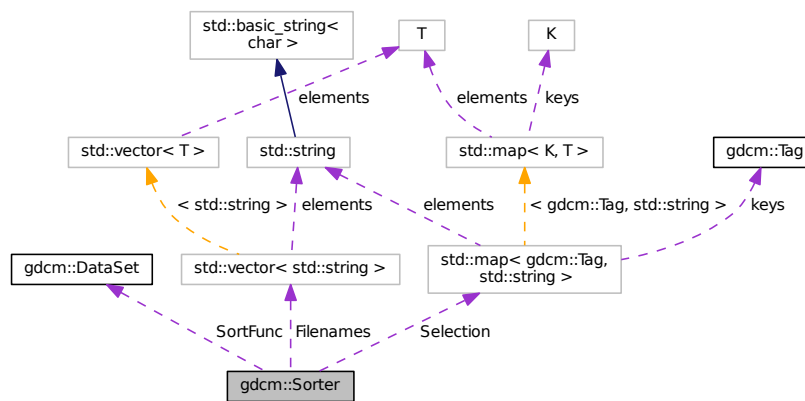 std::basic_string<
char >
T
K
elements
elements
keys
std::vector< T >
std::string
std::map< K, T >
gdcm::Tag
< std::string >
elements
elements
< gdcm::Tag, std::string >
keys
gdcm::DataSet
std::vector< std::string >
std::map< gdcm::Tag,
std::string >
SortFunc
Filenames
Selection
gdcm::Sorter